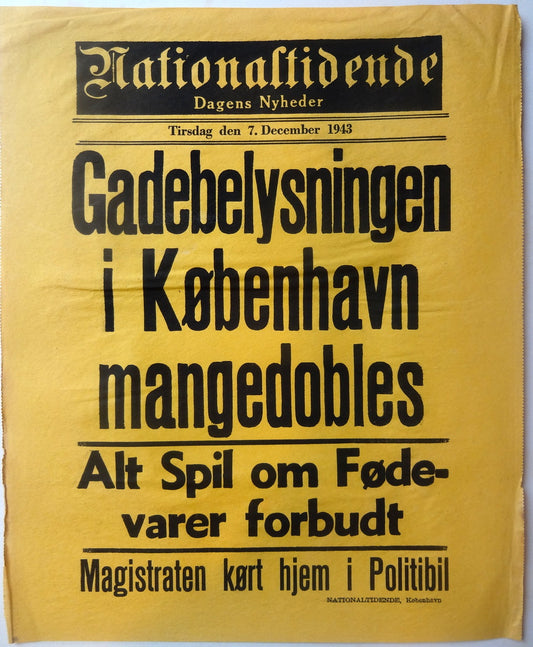 Nationaltidende
Dagens Nyheder
Tirsdag den 7. December 1943
Gadebelysningen
i København
mangedobles
Alt Spil om Føde-
varer forbudt
Magistraten kørt hjem i Politibil
NATIONALTIDENDE, København